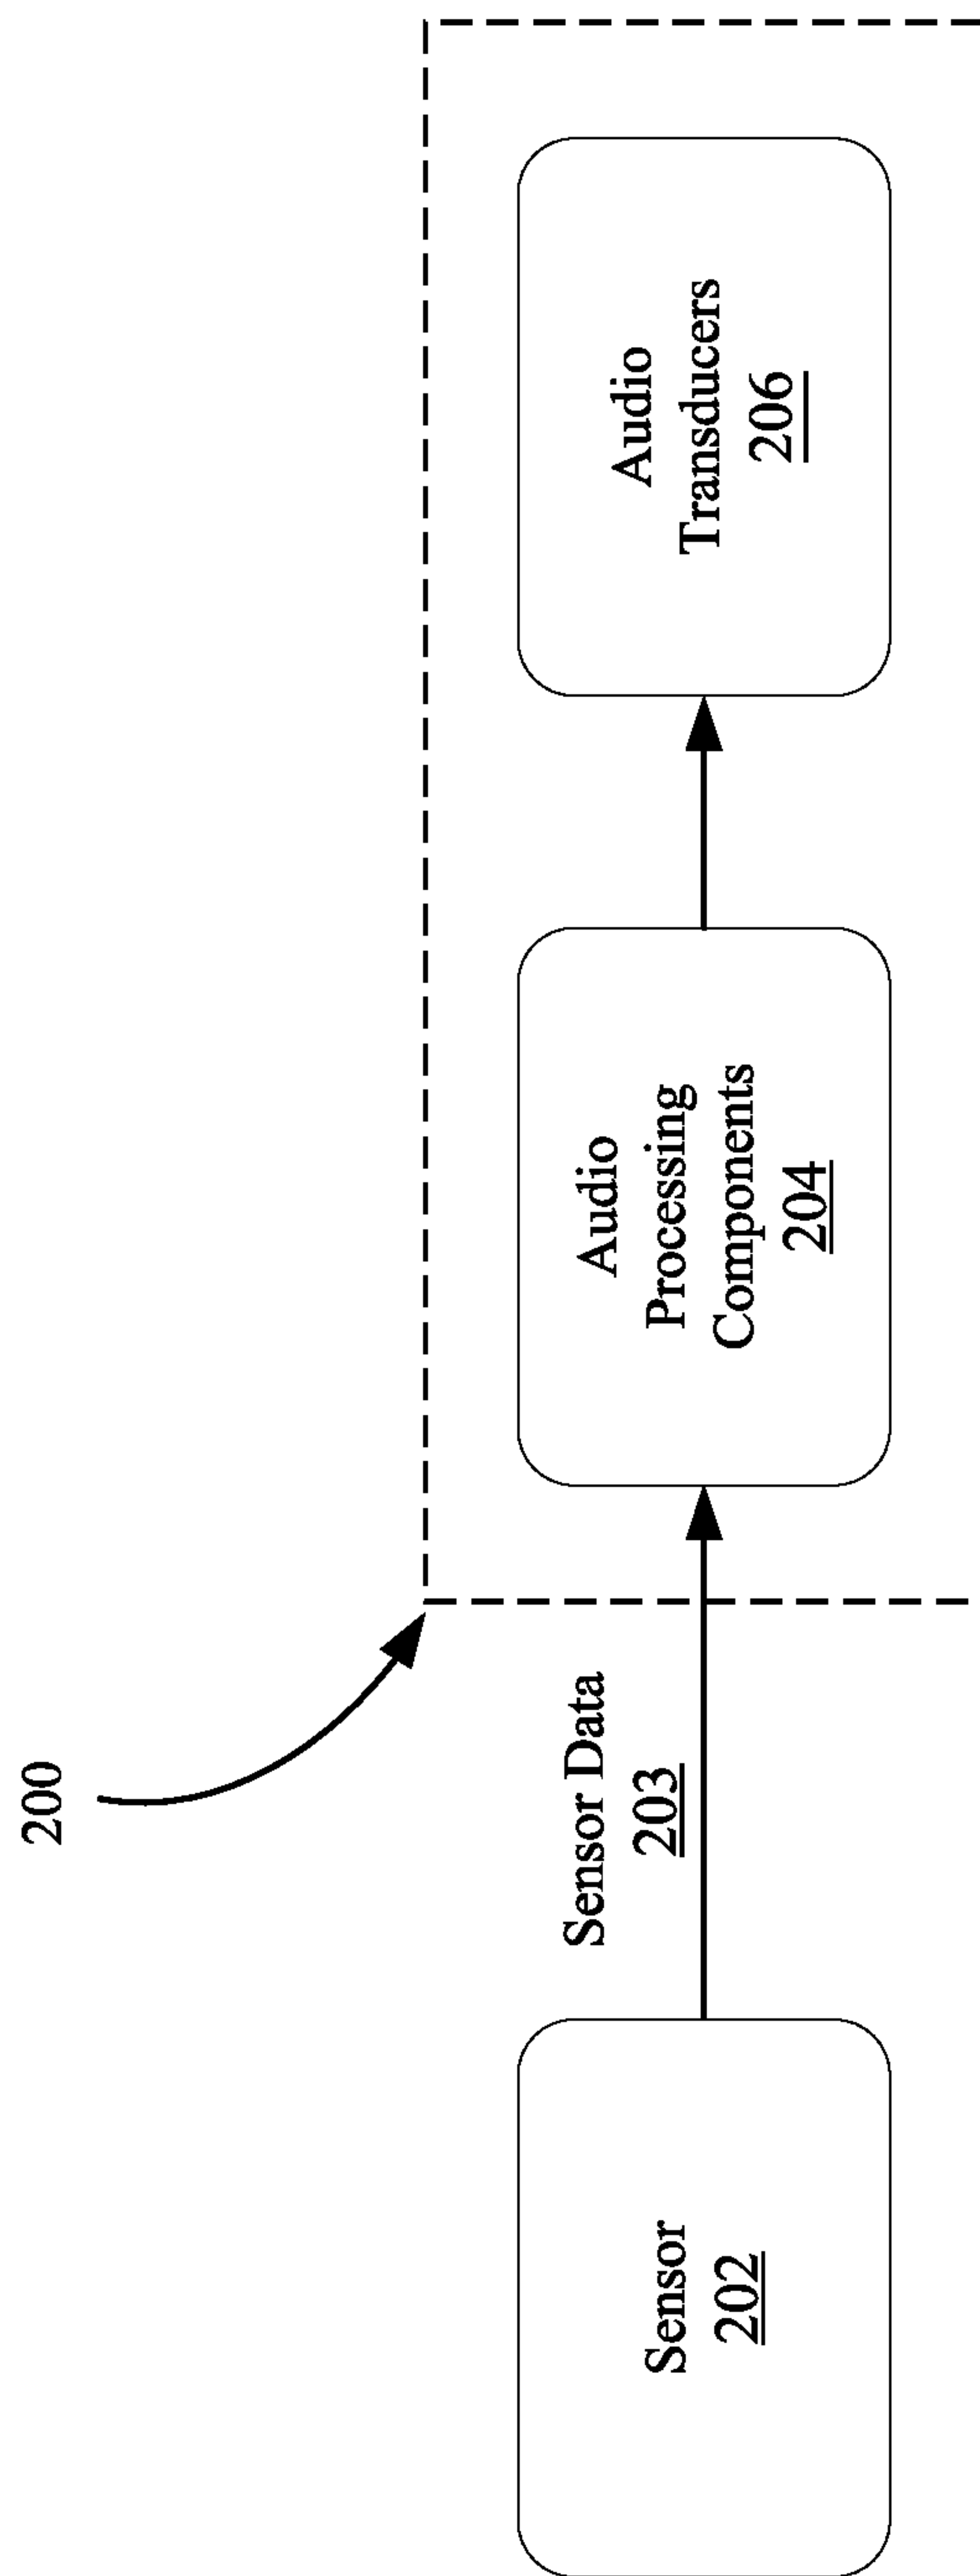 200
Sensor
202
Sensor Data
203
Audio
Processing
Components
204
Audio
Transducers
206